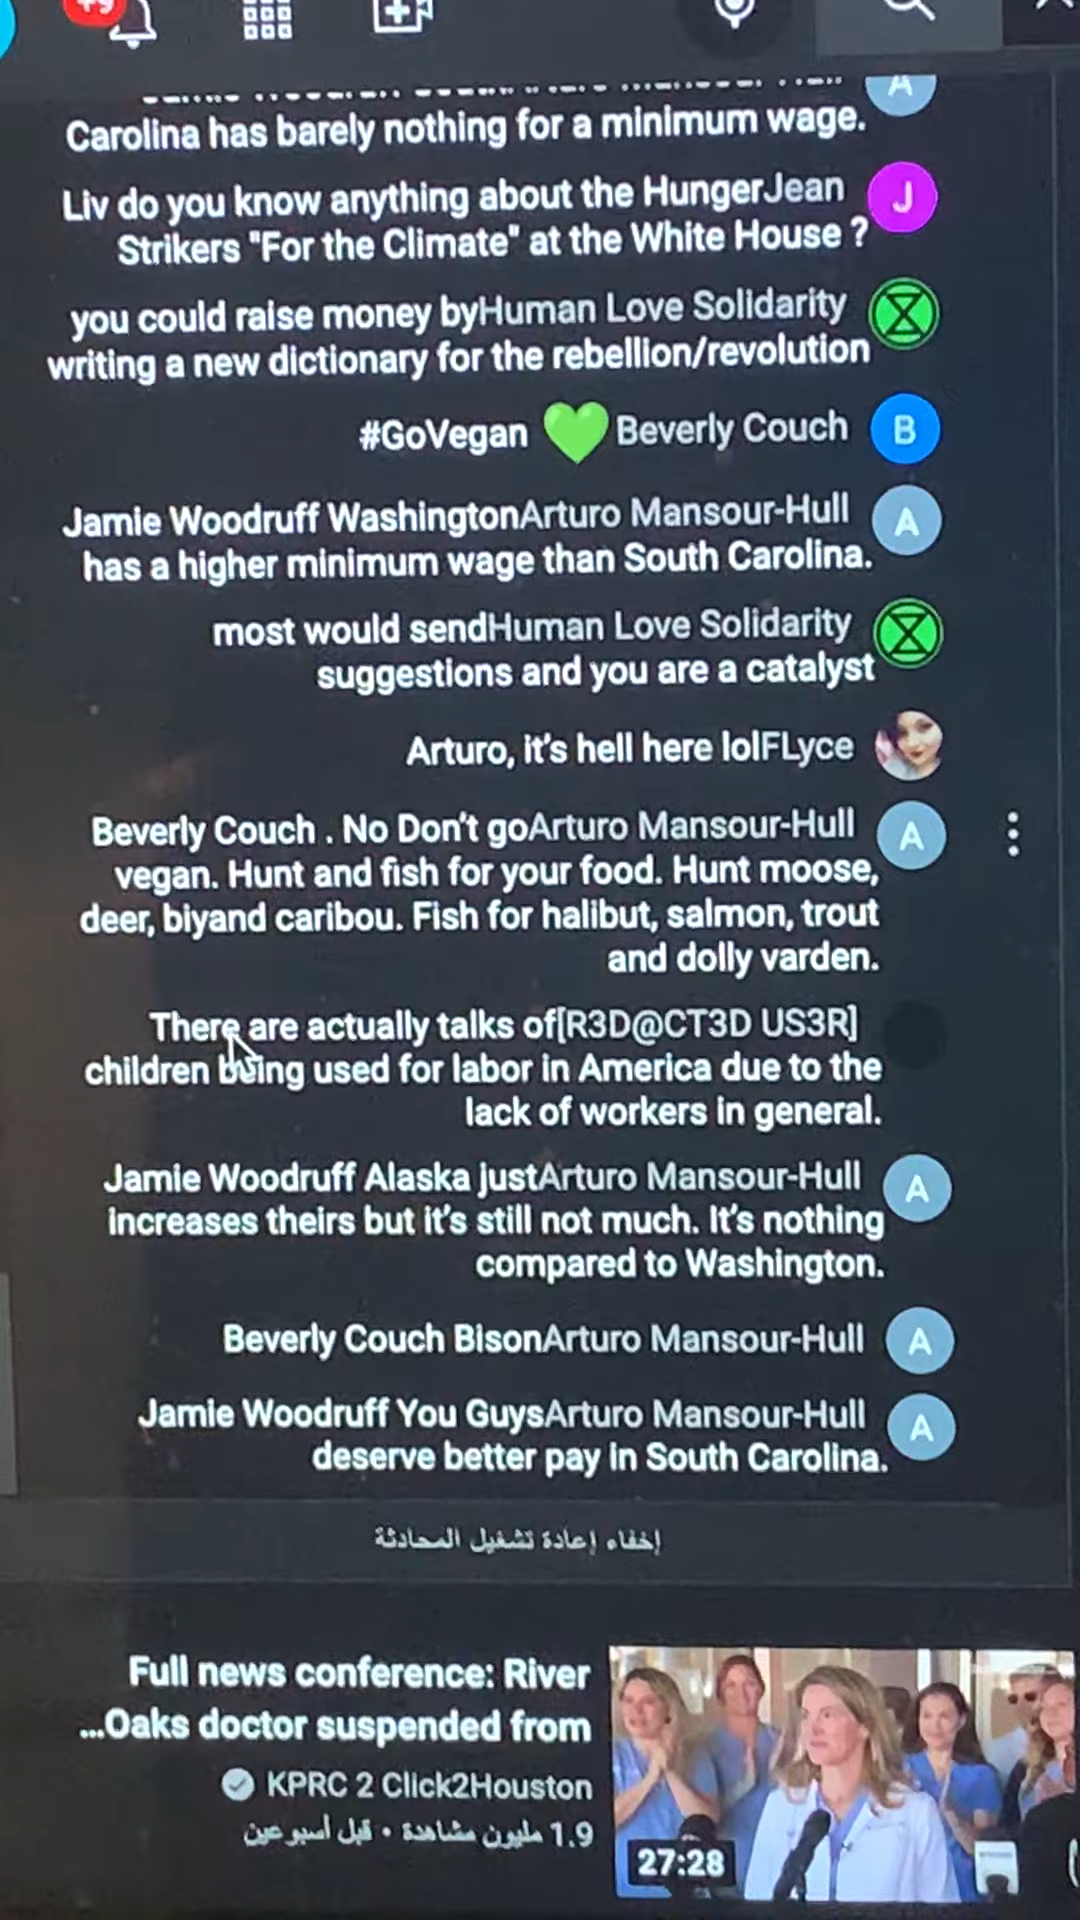 +9
A
Carolina has barely nothing for a minimum wage.
Liv do you know anything about the HungerJean
J
Strikers "For the Climate" at the White House ?
you could raise money byHuman Love Solidarity
writing a new dictionary for the rebellion/revolution
#GoVegan 💚Beverly Couch
B
Jamie Woodruff WashingtonArturo Mansour-Hull
A
has a higher minimum wage than South Carolina.
most would sendHuman Love Solidarity
suggestions and you are a catalyst
Arturo, it's hell here lolFLyce
Beverly Couch . No Don't goArturo Mansour-Hull
A
vegan. Hunt and fish for your food. Hunt moose,
deer, biyand caribou. Fish for halibut, salmon, trout
and dolly varden.
There are actually talks of[R3D@CT3D US3R]
children being used for labor in America due to the
lack of workers in general.
Jamie Woodruff Alaska justArturo Mansour-Hull
A
increases theirs but it's still not much. It's nothing
compared to Washington.
Beverly Couch BisonArturo Mansour-Hull
A
Jamie Woodruff You GuysArturo Mansour-Hull
A
deserve better pay in South Carolina.
إخفاء إعادة تشغيل المحادثة
Full news conference: River
...Oaks doctor suspended from
KPRC 2 Click2Houston
1.9 مليون مشاهدة • قبل أسبوعين
27:28